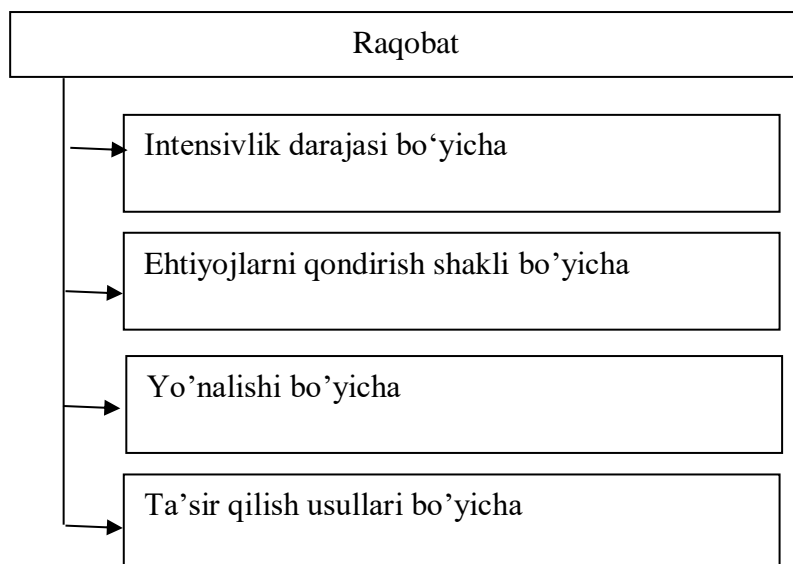 Raqobat
Intensivlik darajasi bo‘yicha
Ehtiyojlarni qondirish shakli bo’yicha
Yo’nalishi bo’yicha
Ta’sir qilish usullari bo’yicha